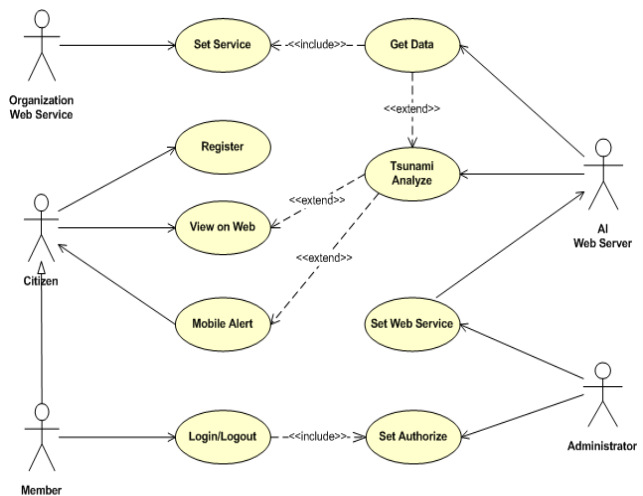 Set Service
<<include>>
Get Data
Organization
Web Service
<<extend>>
Register
Tsunami
Analyze
<<extend>>
View on Web
AI
Web Server
<<extend>>
Citizen
Mobile Alert
Set Web Service
Login/Logout
<<include>>
Set Authorize
Administrator
Member